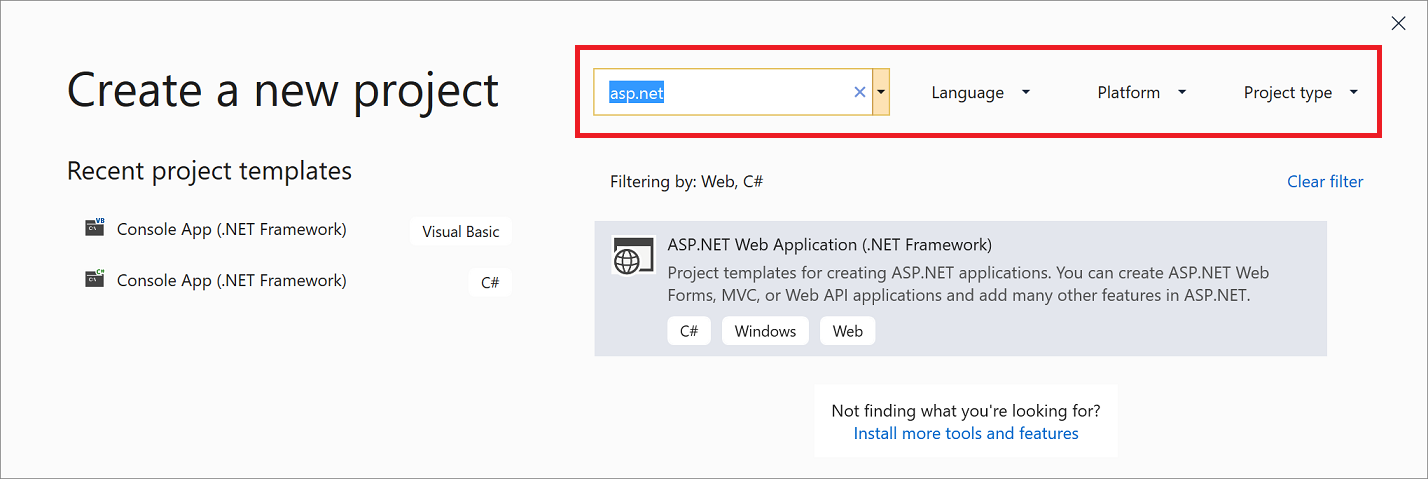 Create a new project
asp.net
Language
Platform
Project type
Recent project templates
Console App (.NET Framework)
Visual Basic
Console App (.NET Framework)
C#
Filtering by: Web, C#
Clear filter
ASP.NET Web Application (.NET Framework)
Project templates for creating ASP.NET applications. You can create ASP.NET Web
Forms, MVC, or Web API applications and add many other features in ASP.NET.
C#
Windows
Web
Not finding what you're looking for?
Install more tools and features